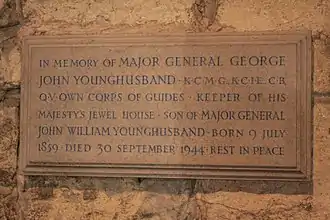 IN MEMORY OF MAJOR GENERAL GEORGE
JOHN YOUNGHUSBAND · K·C·M·G, K·C·I·E, C·B
Q·V·OWN CORPS OF GUIDES · KEEPER OF HIS
MAJESTY'S JEWEL HOUSE · SON OF MAJOR GENERAL
JOHN WILLIAM YOUNGHUSBAND · BORN 9 JULY
1859 · DIED 30 SEPTEMBER 1944 · REST IN PEACE